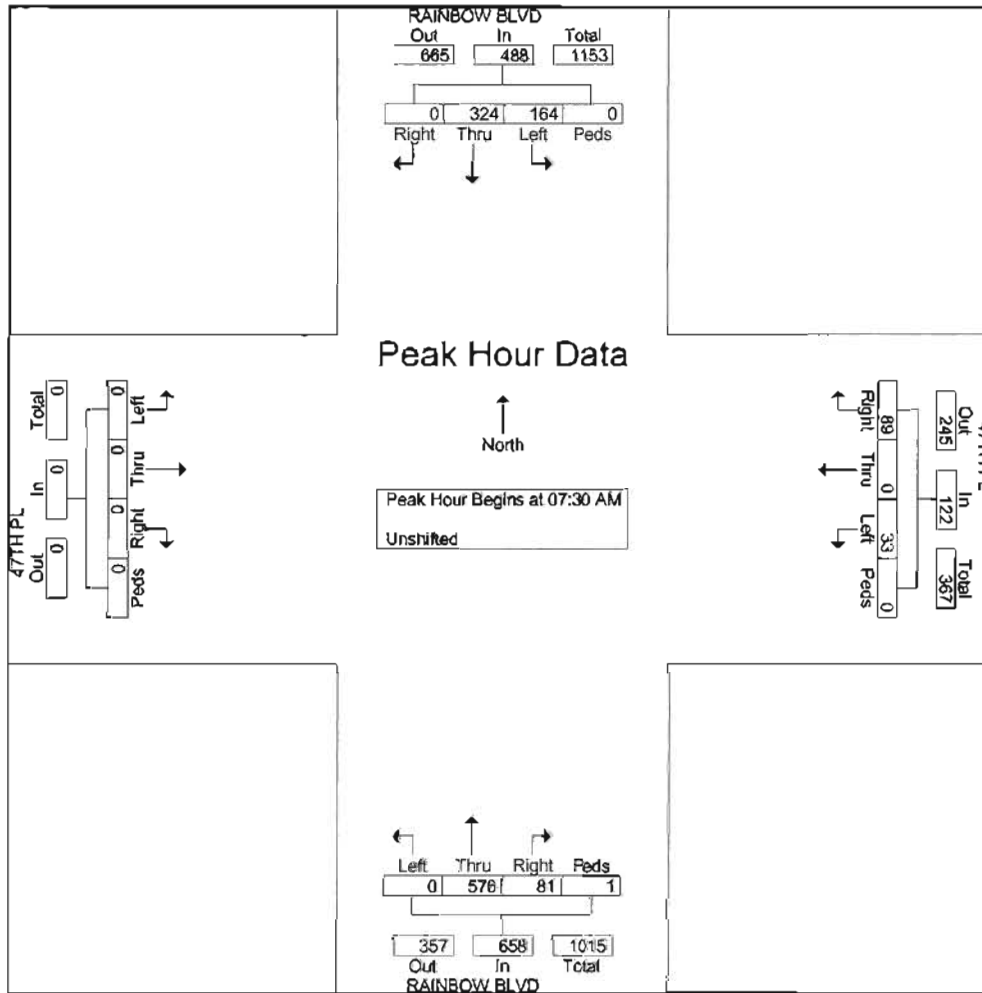 RAINBOW BLVD
Out In Total
665 488 1153
0 324 164 0
Right Thru Left Peds
Peak Hour Data
North
Peak Hour Begins at 07:30 AM
Unshifted
47TH PL
Out In Total
0 0 0
0 0 0 0
Left Thru Right Peds
Out In Total
245 122 367
89 0 33 0
Right Thru Left Peds
Left Thru Right Peds
0 576 81 1
357 658 1015
Out In Total
RAINBOW BLVD